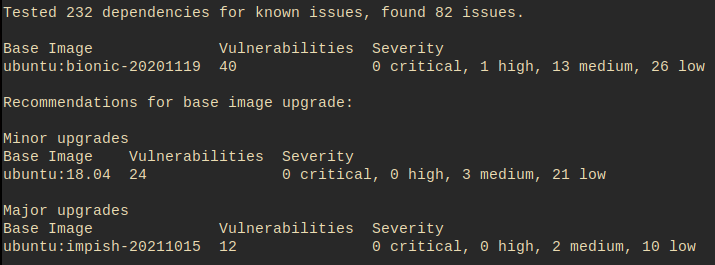 Tested 232 dependencies for known issues, found 82 issues.
Base Image Vulnerabilities Severity
ubuntu:bionic-20201119 40 0 critical, 1 high, 13 medium, 26 low
Recommendations for base image upgrade:
Minor upgrades
Base Image Vulnerabilities Severity
ubuntu:18.04 24 0 critical, 0 high, 3 medium, 21 low
Major upgrades
Base Image Vulnerabilities Severity
ubuntu:impish-20211015 12 0 critical, 0 high, 2 medium, 10 low